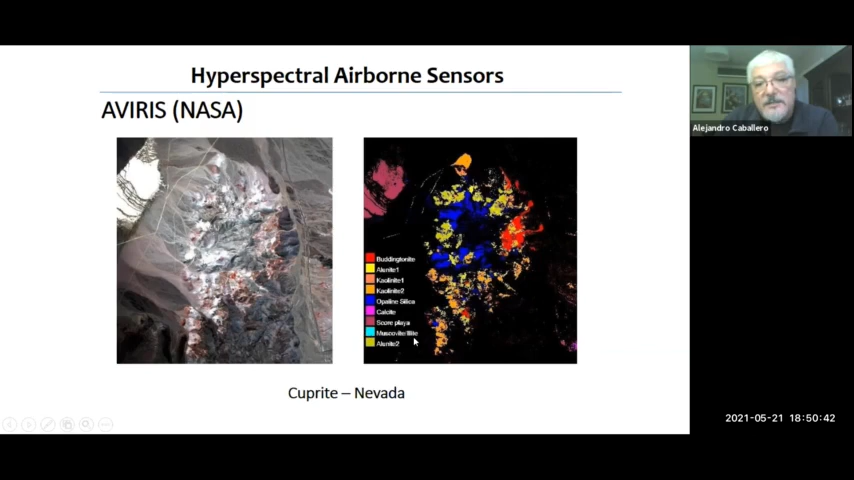 Hyperspectral Airborne Sensors
AVIRIS (NASA)
Alejandro Caballero
Buddingtonite
Alunite1
Kaolinite1
Kaolinite2
Opaline Silica
Calcite
Score playa
Muscovite/Illite
Alunite2
Cuprite – Nevada
2021-05-21 18:50:42